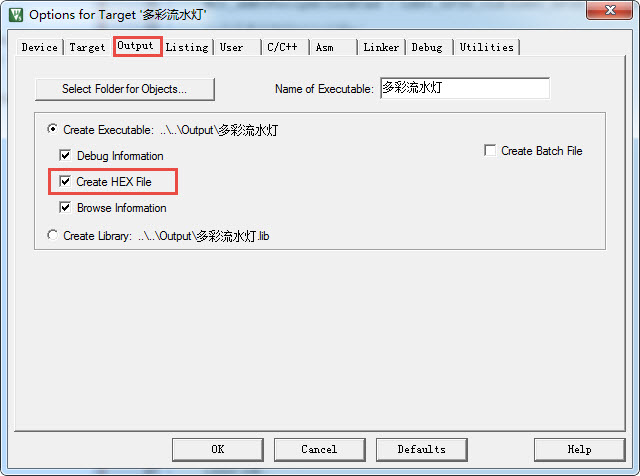 Options for Target '多彩流水灯'
Device Target Output Listing User C/C++ Asm Linker Debug Utilities
Select Folder for Objects... Name of Executable: 多彩流水灯
Create Executable: ..\..\Output\多彩流水灯
Debug Information Create Batch File
Create HEX File
Browse Information
Create Library: ..\..\Output\多彩流水灯.lib
OK Cancel Defaults Help